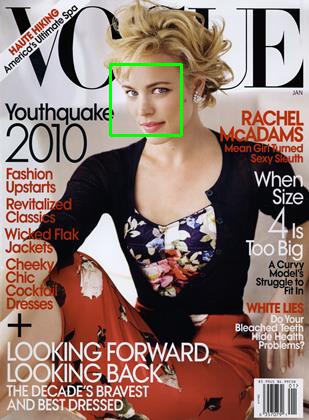 VOGUE
HAUTE HIKING
America's Ultimate Spa
JAN
Youthquake
2010
Fashion
Upstarts
Revitalized
Classics
Wicked Flak
Jackets
Cheeky
Chic
Cocktail
Dresses
+
LOOKING FORWARD,
LOOKING BACK
THE DECADE'S BRAVEST
AND BEST DRESSED
RACHEL
McADAMS
Mean Girl Turned
Sexy Sleuth
When
Size
4 Is
Too Big
A Curvy
Model's
Struggle to
Fit In
WHITE LIES
Do Your
Bleached Teeth
Hide Health
Problems?